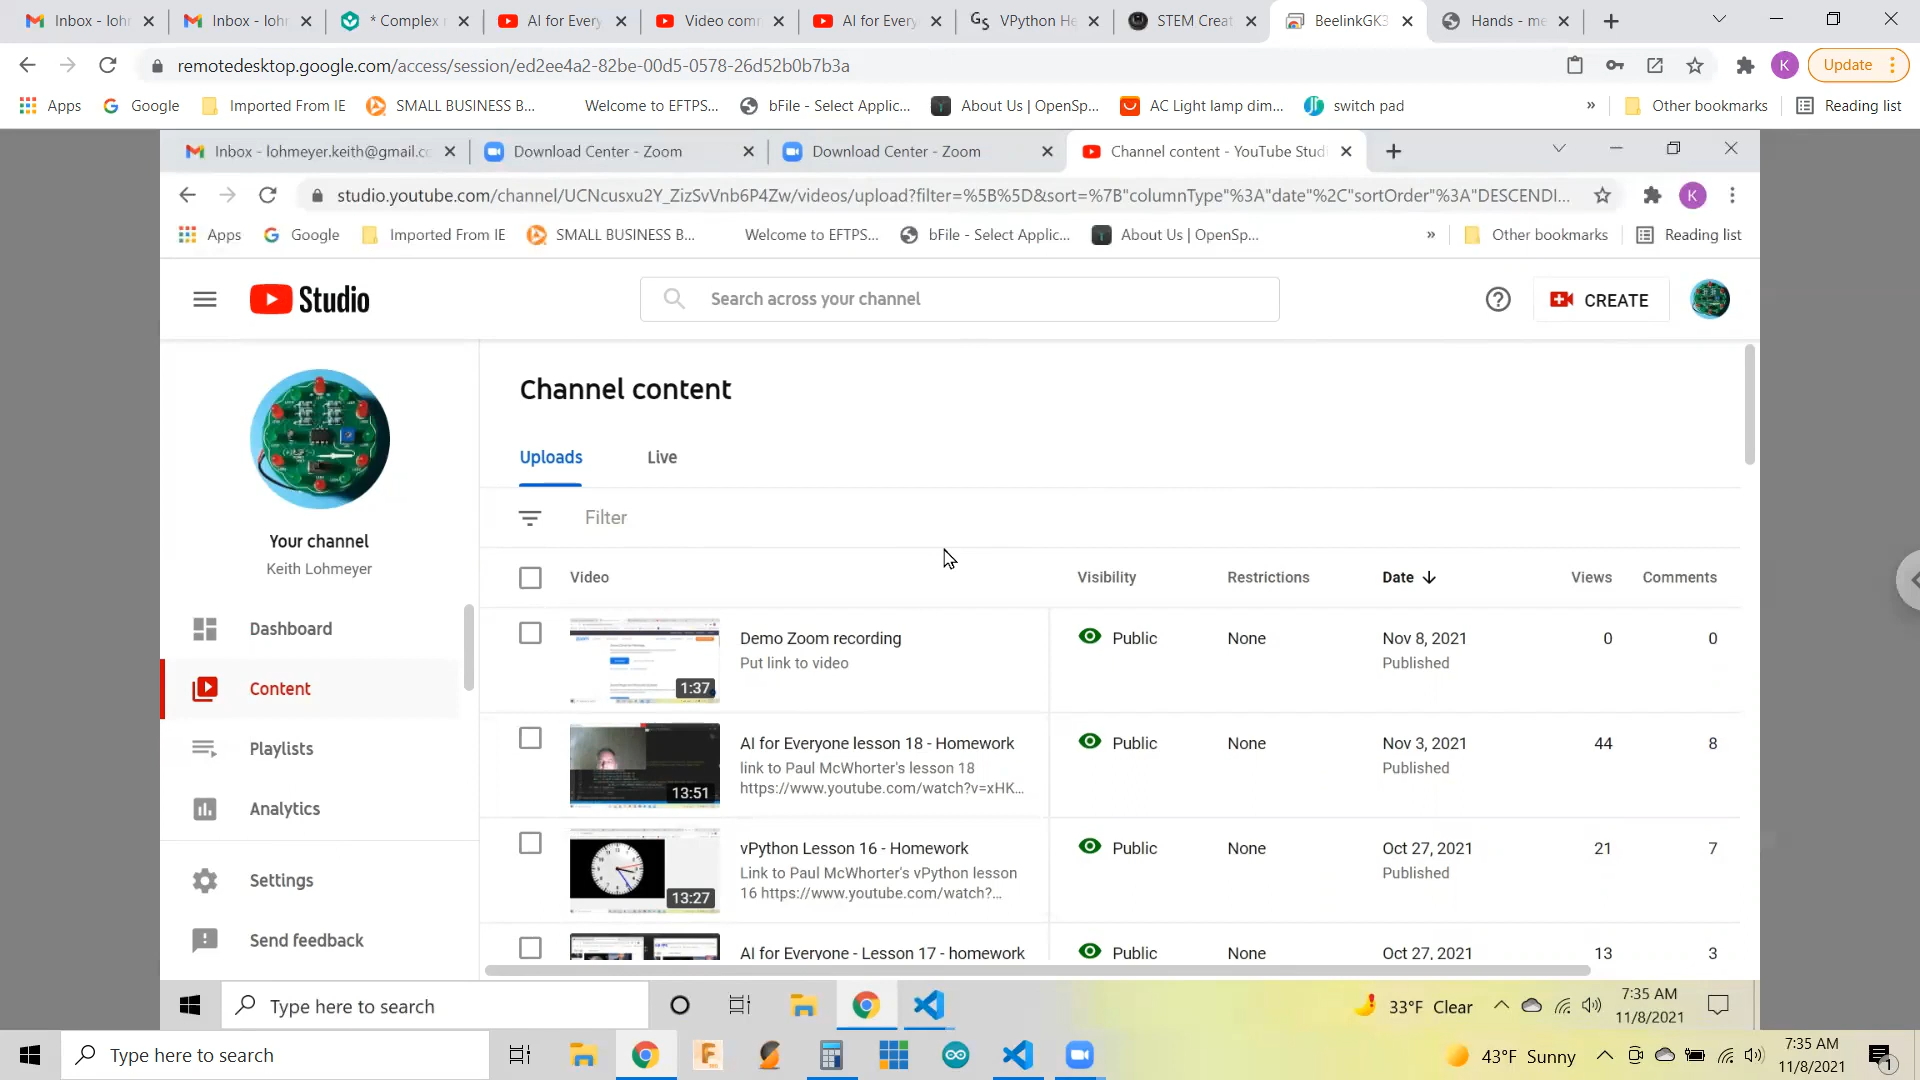 Inbox - lohr
Inbox - lohr
* Complex
AI for Every
Video com
AI for Every
VPython He
STEM Creat
BeelinkGK3
Hands - me
remotedesktop.google.com/access/session/ed2ee4a2-82be-00d5-0578-26d52b0b7b3a
K
Update
Apps
Google
Imported From IE
SMALL BUSINESS B...
Welcome to EFTPS...
bFile - Select Applic...
About Us | OpenSp...
AC Light lamp dim...
switch pad
»
Other bookmarks
Reading list
Inbox - lohmeyer.keith@gmail.co
Download Center - Zoom
Download Center - Zoom
Channel content - YouTube Studi
studio.youtube.com/channel/UCNcusxu2Y_ZizSvVnb6P4Zw/videos/upload?filter=%5B%5D&sort=%7B"columnType"%3A"date"%2C"sortOrder"%3A"DESCENDI...
K
Apps
Google
Imported From IE
SMALL BUSINESS B...
Welcome to EFTPS...
bFile - Select Applic...
About Us | OpenSp...
»
Other bookmarks
Reading list
Studio
Search across your channel
CREATE
Your channel
Keith Lohmeyer
Dashboard
Content
Playlists
Analytics
Settings
Send feedback
Channel content
Uploads
Live
Filter
Video
Visibility
Restrictions
Date
Views
Comments
1:37
Demo Zoom recording
Put link to video
Public
None
Nov 8, 2021
Published
0
0
13:51
AI for Everyone lesson 18 - Homework
link to Paul McWhorter's lesson 18
https://www.youtube.com/watch?v=xHK...
Public
None
Nov 3, 2021
Published
44
8
13:27
vPython Lesson 16 - Homework
Link to Paul McWhorter's vPython lesson
16 https://www.youtube.com/watch?...
Public
None
Oct 27, 2021
Published
21
7
AI for Everyone - Lesson 17 - homework
Public
None
Oct 27, 2021
13
3
Type here to search
33°F Clear
7:35 AM
11/8/2021
Type here to search
43°F Sunny
7:35 AM
11/8/2021
1